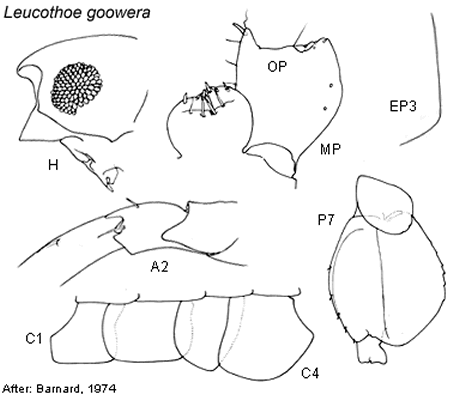 Leucothoe goowera
OP
EP3
H
MP
P7
A2
C1
C4
After: Barnard, 1974